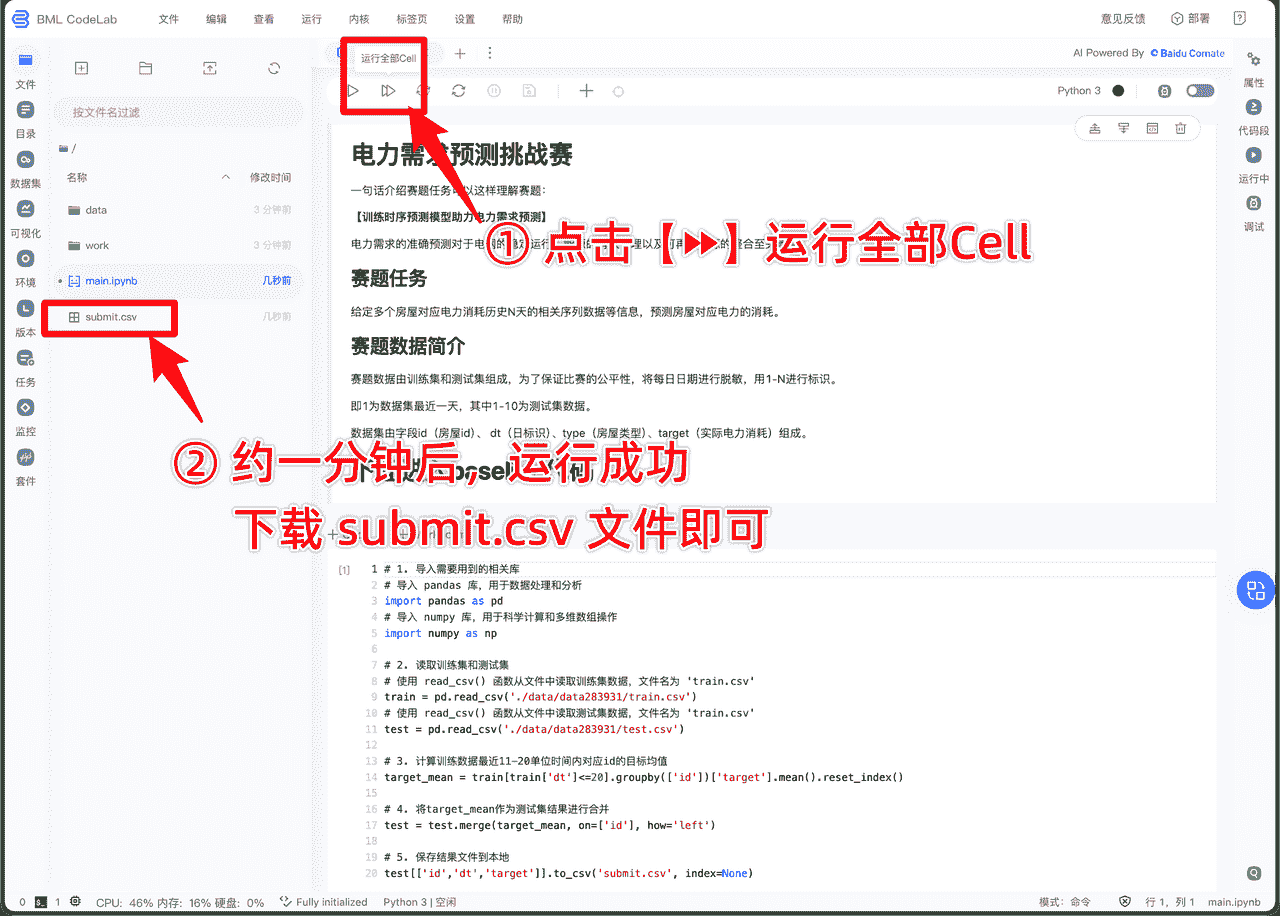 BML CodeLab 文件 编辑 查看 运行 内核 标签页 设置 帮助 意见反馈 部署
运行全部Cell
AI Powered By Baidu Comate
Python 3
文件
目录
数据集
可视化
环境
版本
任务
监控
套件
按文件名过滤
/
名称 修改时间
data 3 分钟前
work 3 分钟前
main.ipynb 几秒前
submit.csv 几秒前
属性
代码段
运行中
调试
电力需求预测挑战赛
一句话介绍赛题任务可以这样理解赛题：
【训练时序预测模型助力电力需求预测】
电力需求的准确预测对于电网的稳定运行
① 点击【▶▶】运行全部Cell
赛题任务
给定多个房屋对应电力消耗历史N天的相关序列数据等信息，预测房屋对应电力的消耗。
赛题数据简介
赛题数据由训练集和测试集组成，为了保证比赛的公平性，将每日日期进行脱敏，用1-N进行标识。
即1为数据集最近一天，其中1-10为测试集数据。
数据集由字段id（房屋id）、 dt（日标识）、type（房屋类型）、target（实际电力消耗）组成。
② 约一分钟后，运行成功
下载 submit.csv 文件即可
[1]
1 # 1. 导入需要用到的相关库
2 # 导入 pandas 库，用于数据处理和分析
3 import pandas as pd
4 # 导入 numpy 库，用于科学计算和多维数组操作
5 import numpy as np
6
7 # 2. 读取训练集和测试集
8 # 使用 read_csv() 函数从文件中读取训练集数据，文件名为 'train.csv'
9 train = pd.read_csv('./data/data283931/train.csv')
10 # 使用 read_csv() 函数从文件中读取测试集数据，文件名为 'train.csv'
11 test = pd.read_csv('./data/data283931/test.csv')
12
13 # 3. 计算训练数据最近11-20单位时间内对应id的目标均值
14 target_mean = train[train['dt']<=20].groupby(['id'])['target'].mean().reset_index()
15
16 # 4. 将target_mean作为测试集结果进行合并
17 test = test.merge(target_mean, on=['id'], how='left')
18
19 # 5. 保存结果文件到本地
20 test[['id','dt','target']].to_csv('submit.csv', index=None)
0 1 CPU: 46% 内存: 16% 硬盘: 0% Fully initialized Python 3 | 空闲 模式: 命令 行 1，列 1 main.ipynb